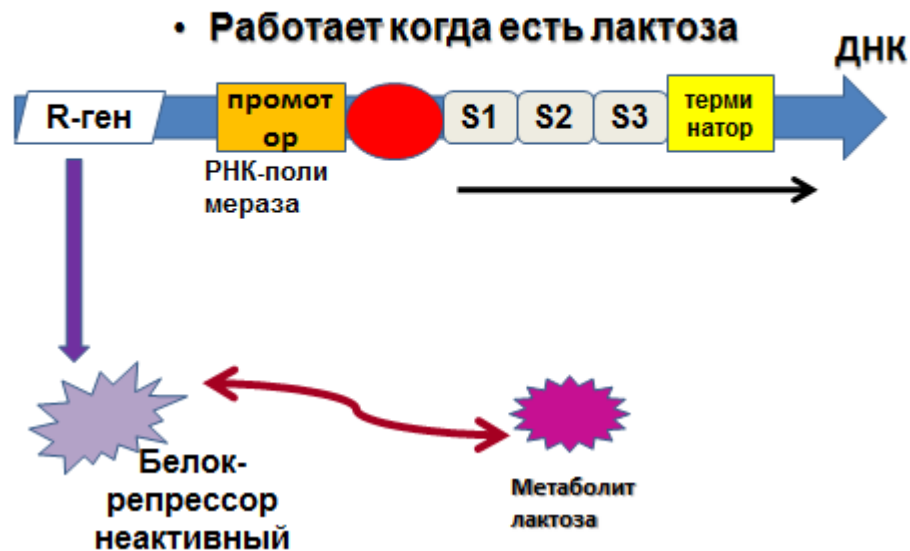 • Работает когда есть лактоза
ДНК
R-ген
промот
ор
S1
S2
S3
терми
натор
РНК-поли
мераза
Белок-
репрессор
неактивный
Метаболит
лактоза